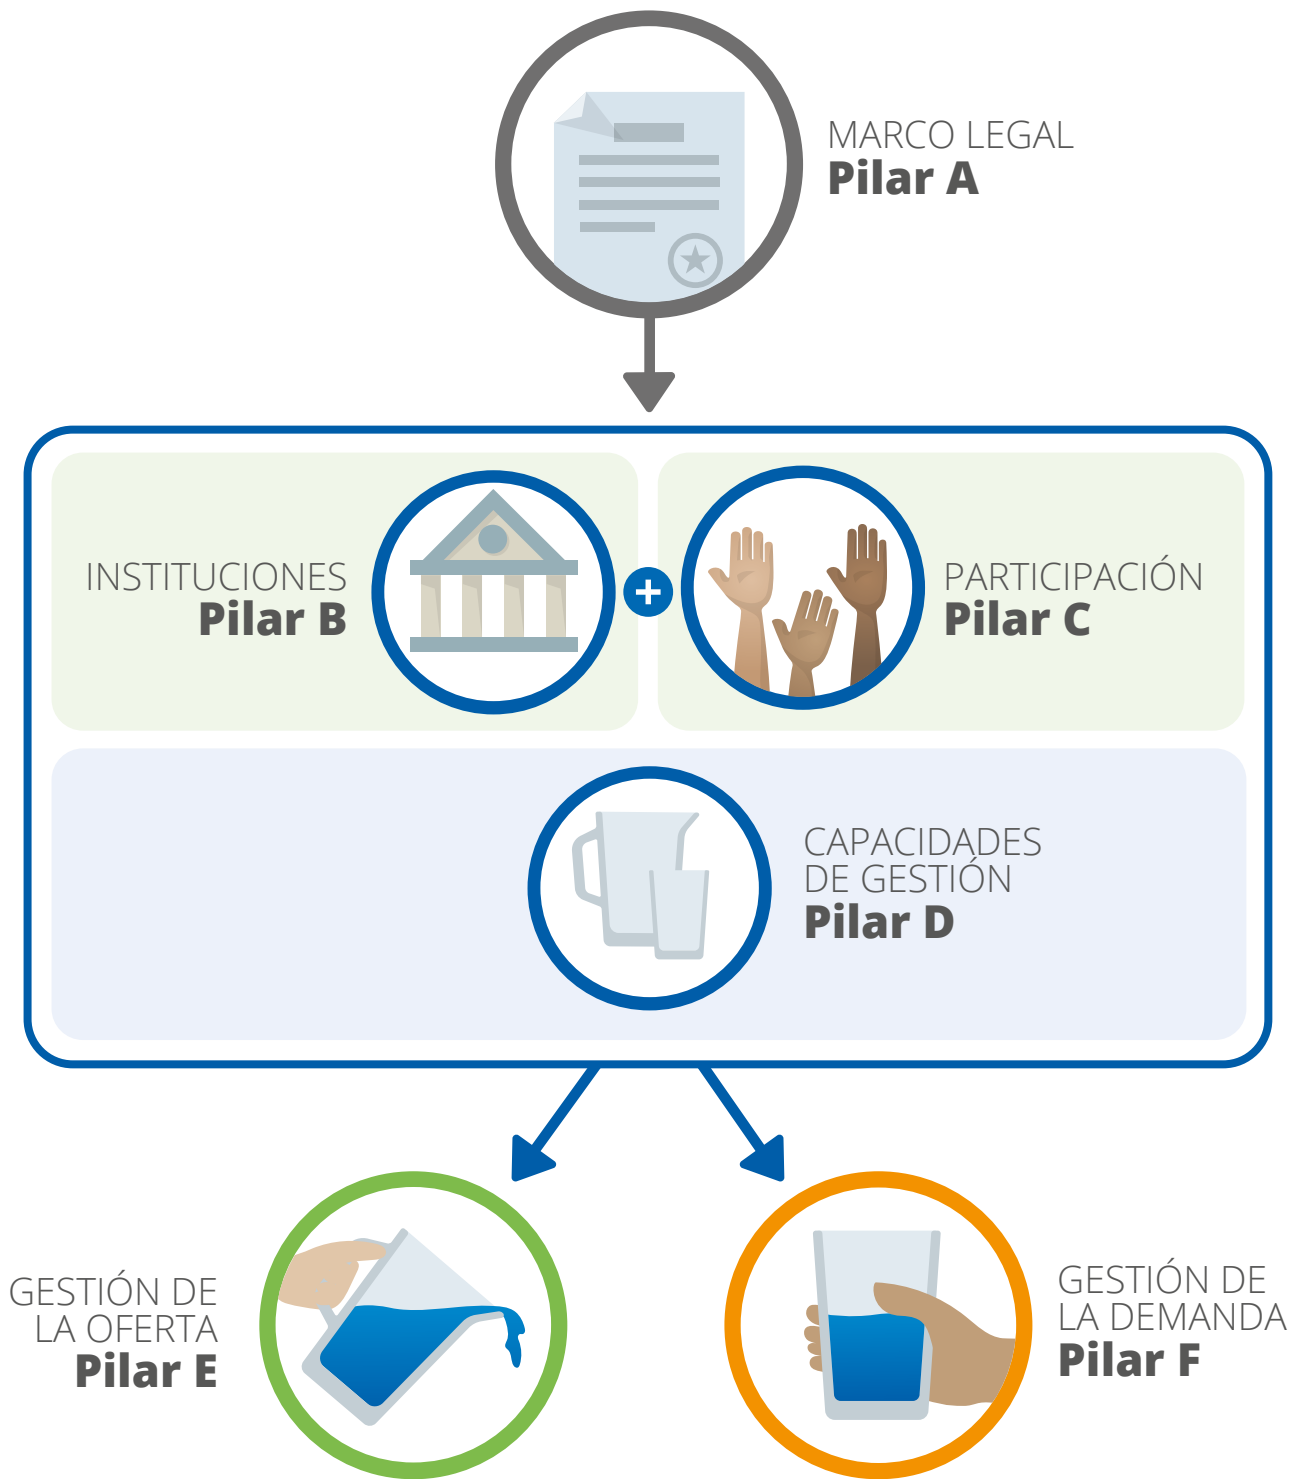 MARCO LEGAL
Pilar A
INSTITUCIONES
Pilar B
+
PARTICIPACIÓN
Pilar C
CAPACIDADES
DE GESTIÓN
Pilar D
GESTIÓN DE
LA OFERTA
Pilar E
GESTIÓN DE
LA DEMANDA
Pilar F